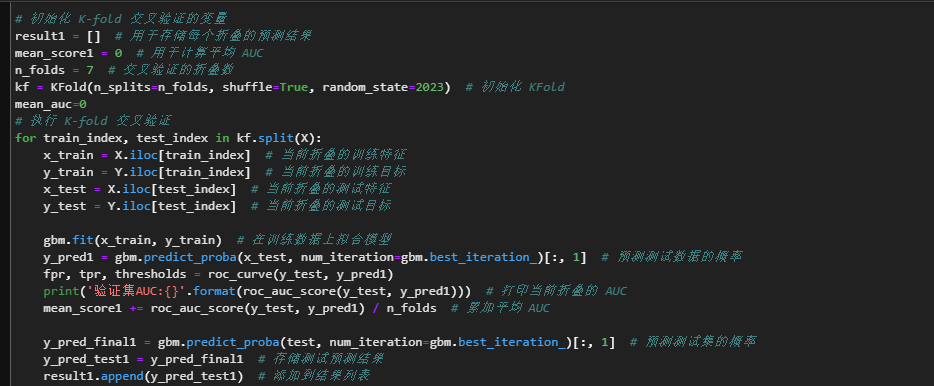 # 初始化 K-fold 交叉验证的变量
result1 = []  # 用于存储每个折叠的预测结果
mean_score1 = 0  # 用于计算平均 AUC
n_folds = 7  # 交叉验证的折叠数
kf = KFold(n_splits=n_folds, shuffle=True, random_state=2023)  # 初始化 KFold
mean_auc=0
# 执行 K-fold 交叉验证
for train_index, test_index in kf.split(X):
    x_train = X.iloc[train_index]  # 当前折叠的训练特征
    y_train = Y.iloc[train_index]  # 当前折叠的训练目标
    x_test = X.iloc[test_index]  # 当前折叠的测试特征
    y_test = Y.iloc[test_index]  # 当前折叠的测试目标
    gbm.fit(x_train, y_train)  # 在训练数据上拟合模型
    y_pred1 = gbm.predict_proba(x_test, num_iteration=gbm.best_iteration_)[:, 1]  # 预测测试数据的概率
    fpr, tpr, thresholds = roc_curve(y_test, y_pred1)
    print('验证集AUC:{}'.format(roc_auc_score(y_test, y_pred1)))  # 打印当前折叠的 AUC
    mean_score1 += roc_auc_score(y_test, y_pred1) / n_folds  # 累加平均 AUC
    y_pred_final1 = gbm.predict_proba(test, num_iteration=gbm.best_iteration_)[:, 1]  # 预测测试集的概率
    y_pred_test1 = y_pred_final1  # 存储测试预测结果
    result1.append(y_pred_test1)  # 添加到结果列表